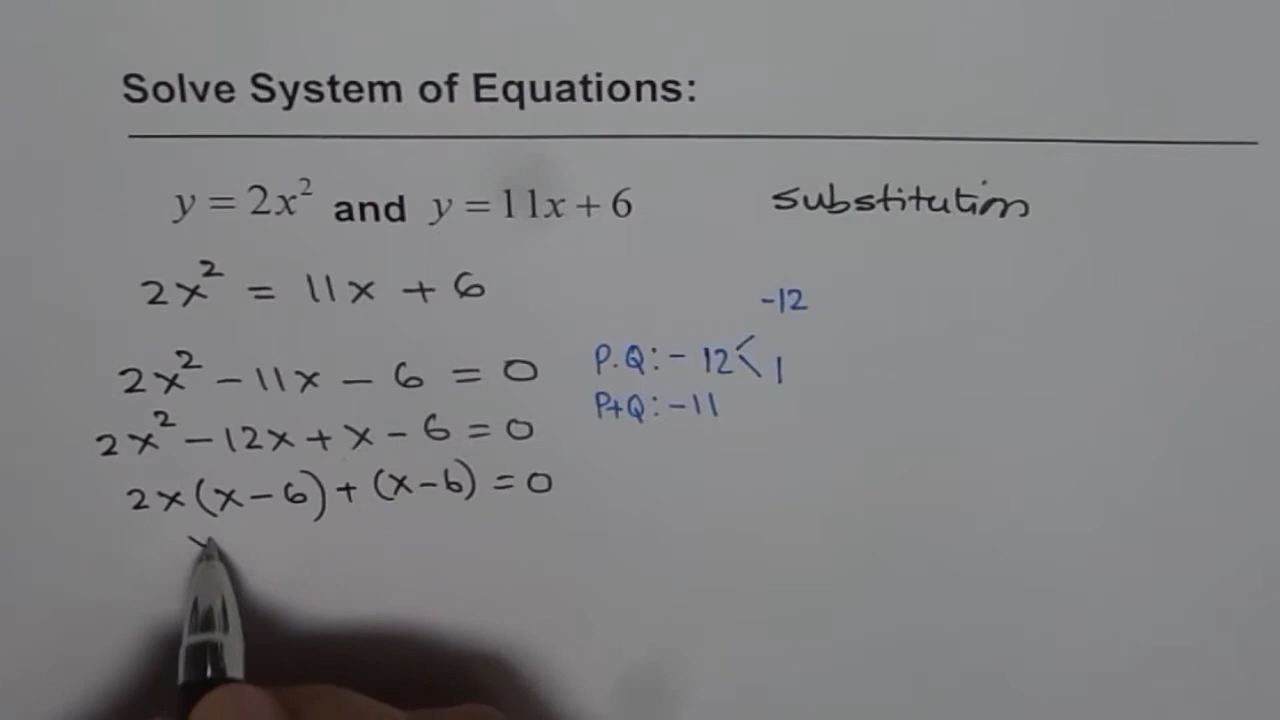 Solve System of Equations:
y = 2x² and y = 11x + 6
substitution
2x² = 11x + 6
-12
2x² - 11x - 6 = 0
P.Q: - 12 < 1
P+Q: -11
2x² - 12x + x - 6 = 0
2x(x - 6) + (x - 6) = 0